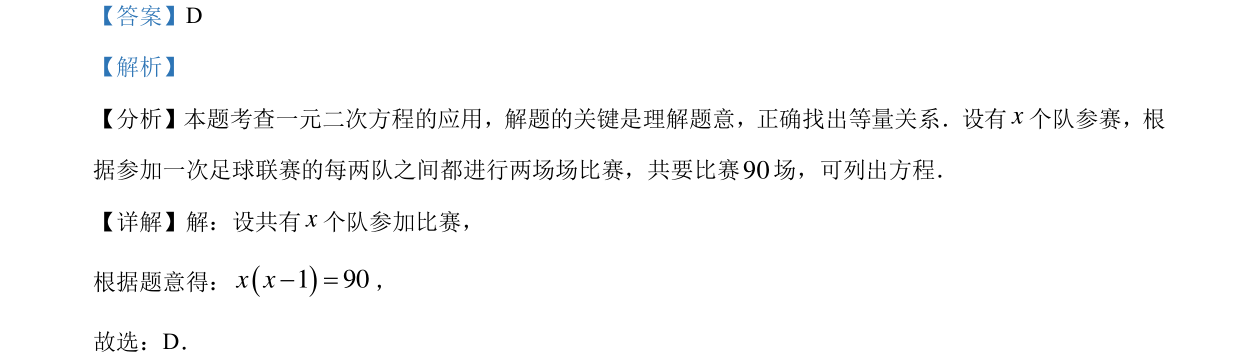 【答案】D
【解析】
【分析】本题考查一元二次方程的应用，解题的关键是理解题意，正确找出等量关系．设有 x 个队参赛，根
据参加一次足球联赛的每两队之间都进行两场场比赛，共要比赛90场，可列出方程．
【详解】解：设共有 x 个队参加比赛，
根据题意得：x(x−1)=90，
故选：D．